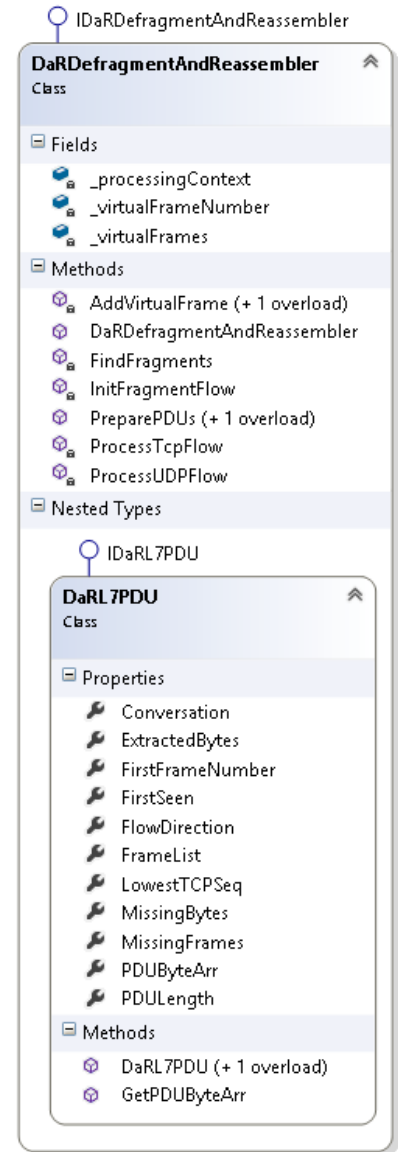 IDaRDefragmentAndReassembler
DaRDefragmentAndReassembler
Class
Fields
_processingContext
_virtualFrameNumber
_virtualFrames
Methods
AddVirtualFrame (+ 1 overload)
DaRDefragmentAndReassembler
FindFragments
InitFragmentFlow
PreparePDUs (+ 1 overload)
ProcessTcpFlow
ProcessUDPFlow
Nested Types
IDaRL7PDU
DaRL7PDU
Class
Properties
Conversation
ExtractedBytes
FirstFrameNumber
FirstSeen
FlowDirection
FrameList
LowestTCPSeq
MissingBytes
MissingFrames
PDUByteArr
PDULength
Methods
DaRL7PDU (+ 1 overload)
GetPDUByteArr